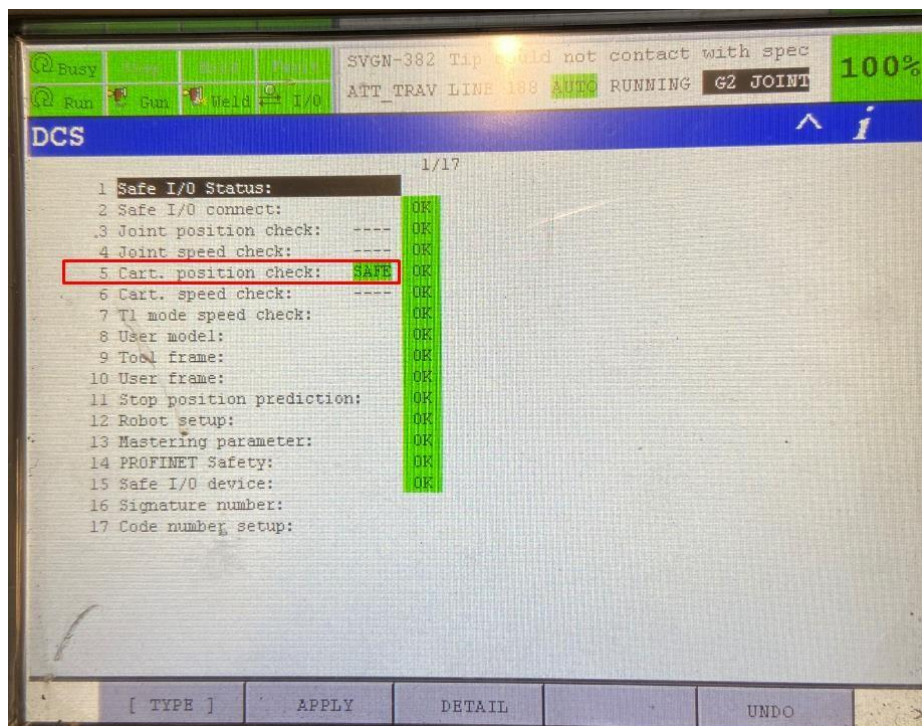 Busy
SVGN-382 Tip not contact with spec
100%
Run Gun Weld I/O
ATT_TRAV LINE 188 AUTO RUNNING G2 JOINT
DCS
i
1/17
1 Safe I/O Status:
2 Safe I/O connect: OK
3 Joint position check: ---- OK
4 Joint speed check: ---- OK
5 Cart. position check: SAFE OK
6 Cart. speed check: ---- OK
7 T1 mode speed check: OK
8 User model: OK
9 Tool frame: OK
10 User frame: OK
11 Stop position prediction: OK
12 Robot setup: OK
13 Mastering parameter: OK
14 PROFINET Safety: OK
15 Safe I/O device: OK
16 Signature number:
17 Code number setup:
[ TYPE ] APPLY DETAIL UNDO